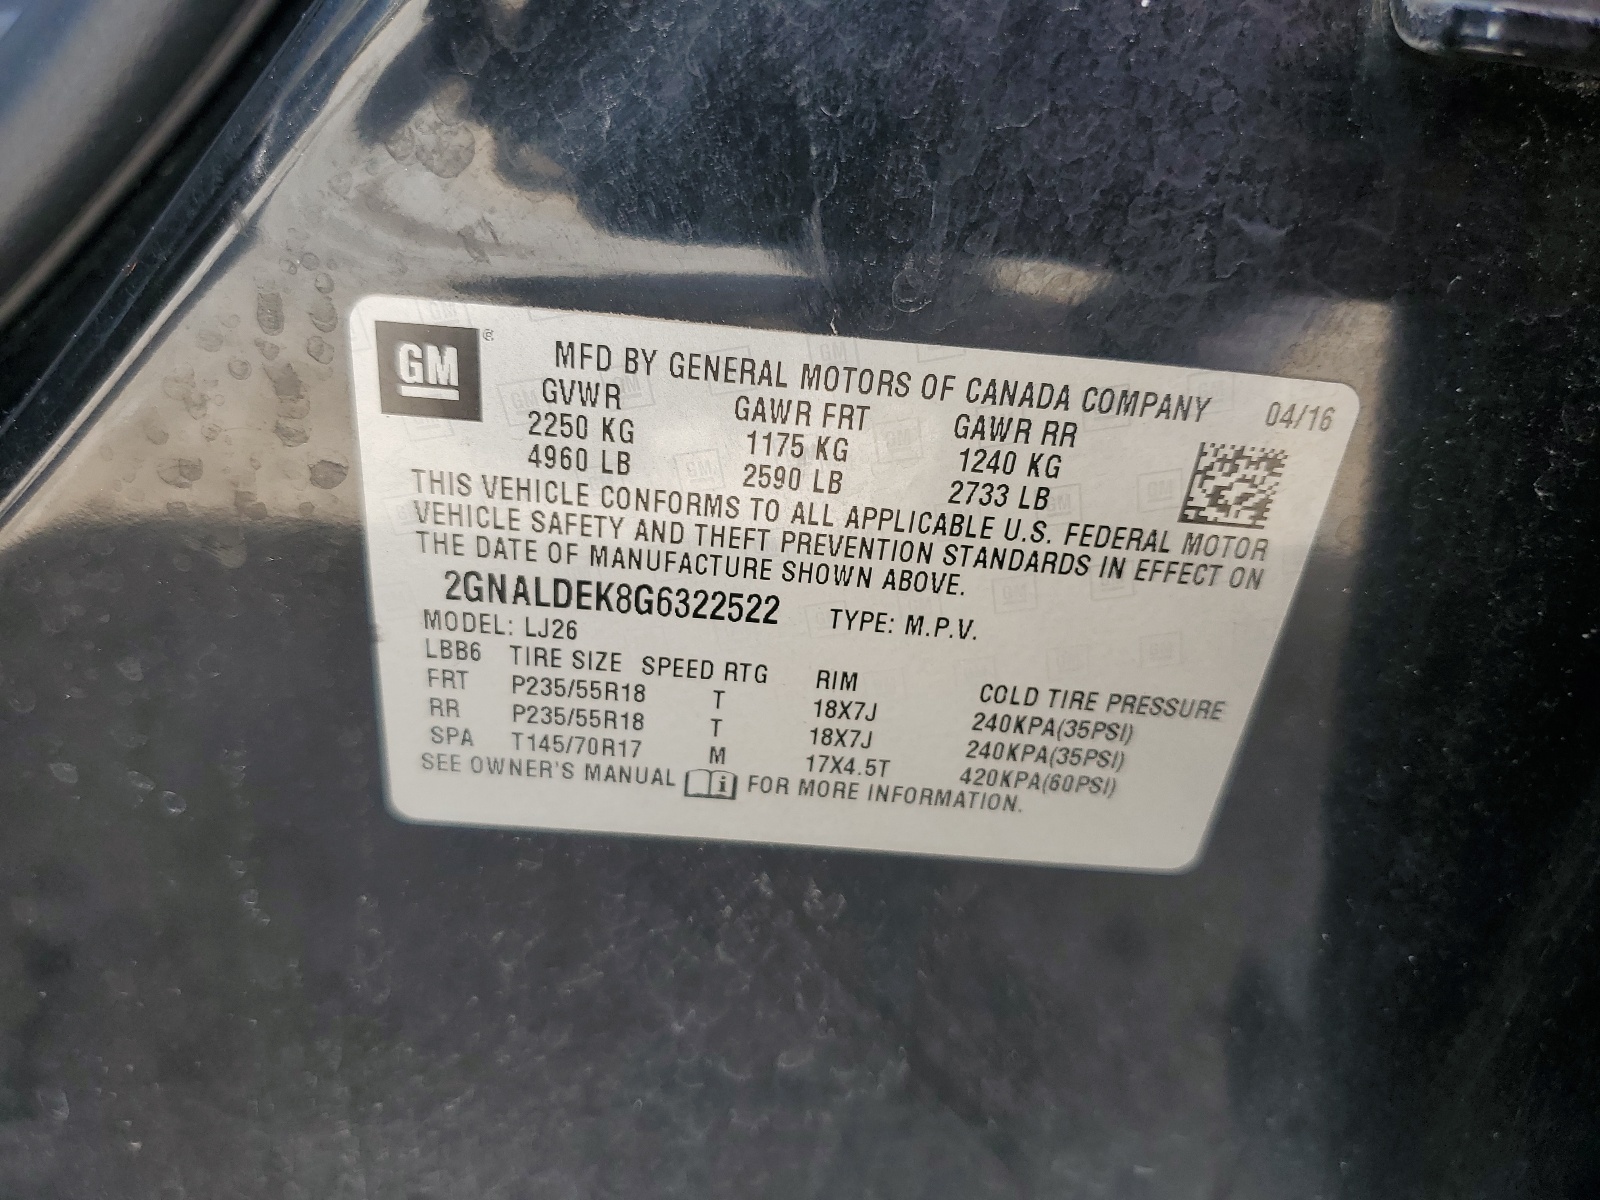 GM ®
MFD BY GENERAL MOTORS OF CANADA COMPANY 04/16
GVWR GAWR FRT GAWR RR
2250 KG 1175 KG 1240 KG
4960 LB 2590 LB 2733 LB
THIS VEHICLE CONFORMS TO ALL APPLICABLE U.S. FEDERAL MOTOR
VEHICLE SAFETY AND THEFT PREVENTION STANDARDS IN EFFECT ON
THE DATE OF MANUFACTURE SHOWN ABOVE.
2GNALDEK8G6322522 TYPE: M.P.V.
MODEL: LJ26
LBB6 TIRE SIZE SPEED RTG RIM COLD TIRE PRESSURE
FRT P235/55R18 T 18X7J 240KPA(35PSI)
RR P235/55R18 T 18X7J 240KPA(35PSI)
SPA T145/70R17 M 17X4.5T 420KPA(60PSI)
SEE OWNER'S MANUAL i FOR MORE INFORMATION.